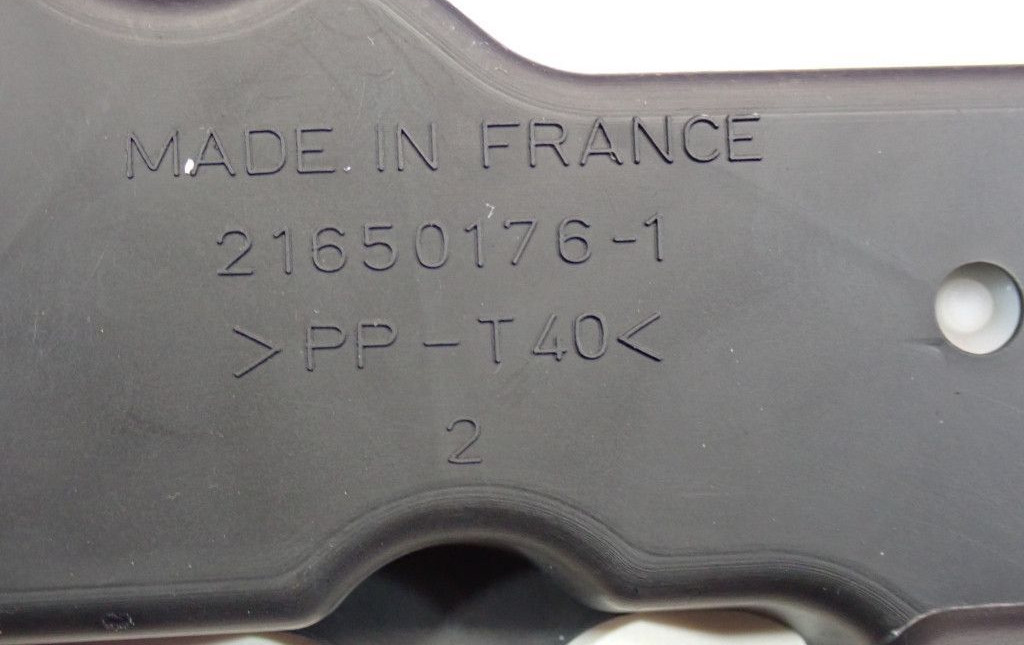 MADE IN FRANCE
21650176-1
>PP-T40<
2